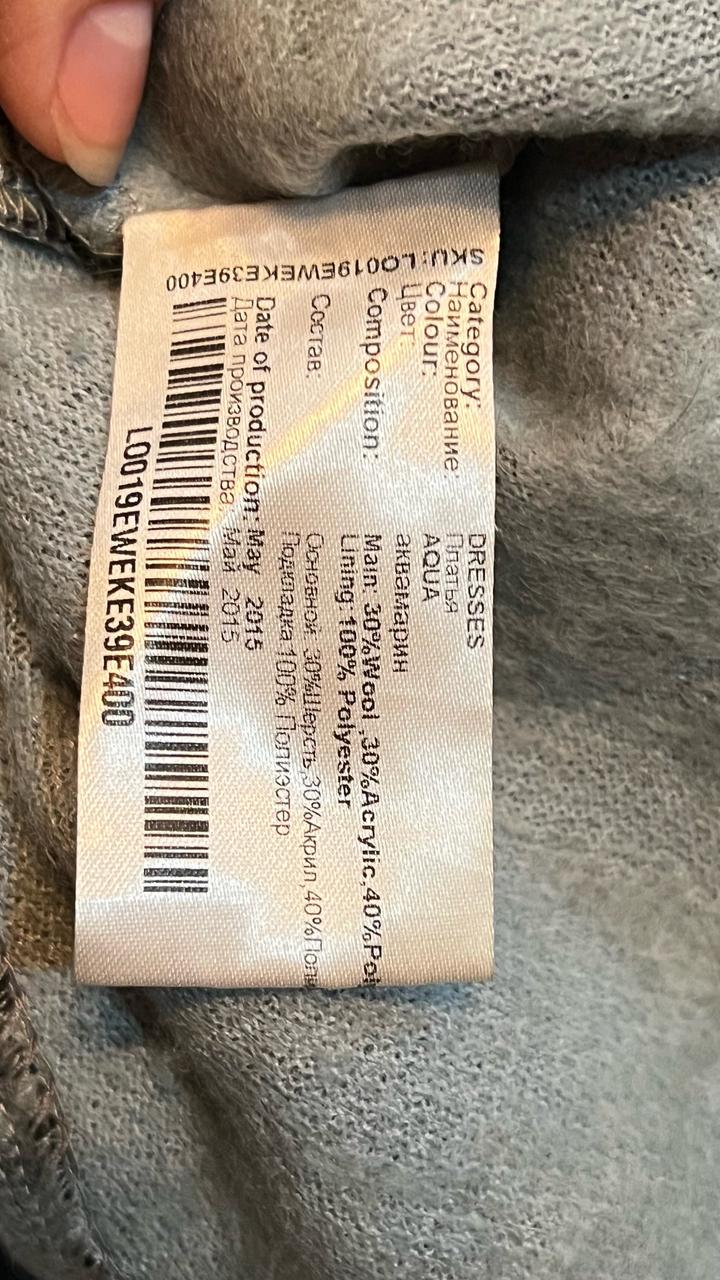 SKU:LO019EWEKE39E400
Category: DRESSES
Наименование: Платья
Colour: AQUA
Цвет: аквамарин
Composition: Main: 30%Wool ,30%Acrylic,40%Pol
Lining:100% Polyester
Состав: Основной: 30%Шерсть,30%Акрил,40%Поли
Подкладка:100% Полиэстер
Date of production: May 2015
Дата производства Май 2015
LO019EWEKE39E400